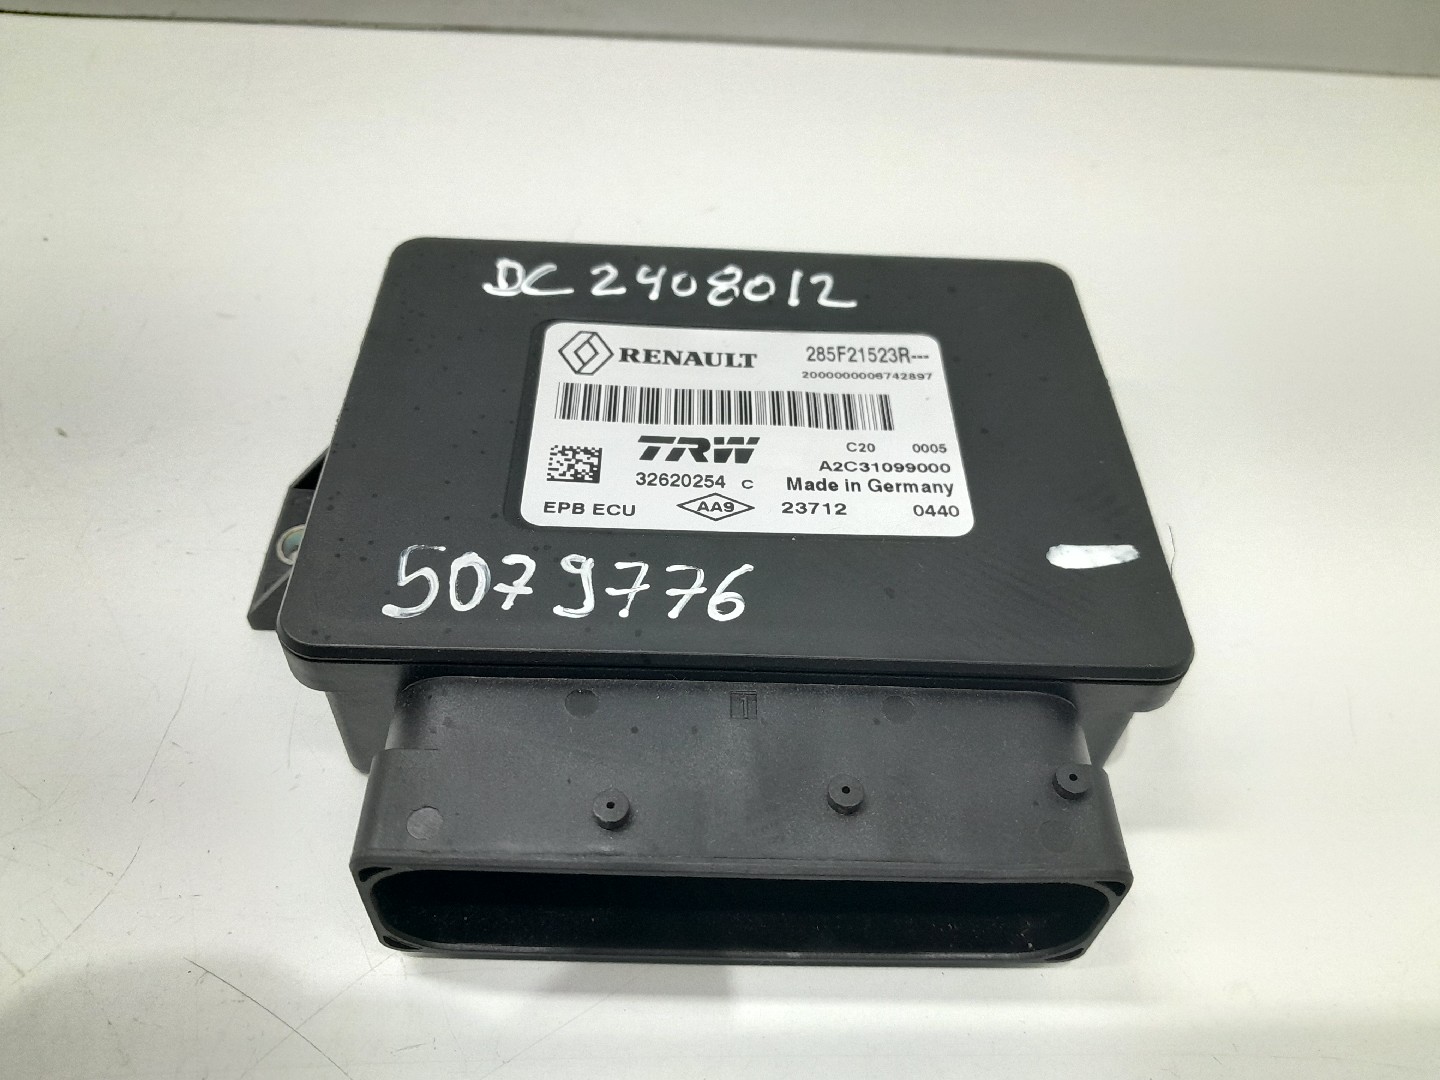 DC 2408012
RENAULT 285F21523R---
2000000006742897
TRW C20 0005
A2C31099000
32620254 C Made in Germany
EPB ECU AA9 23712 0440
5079776
1